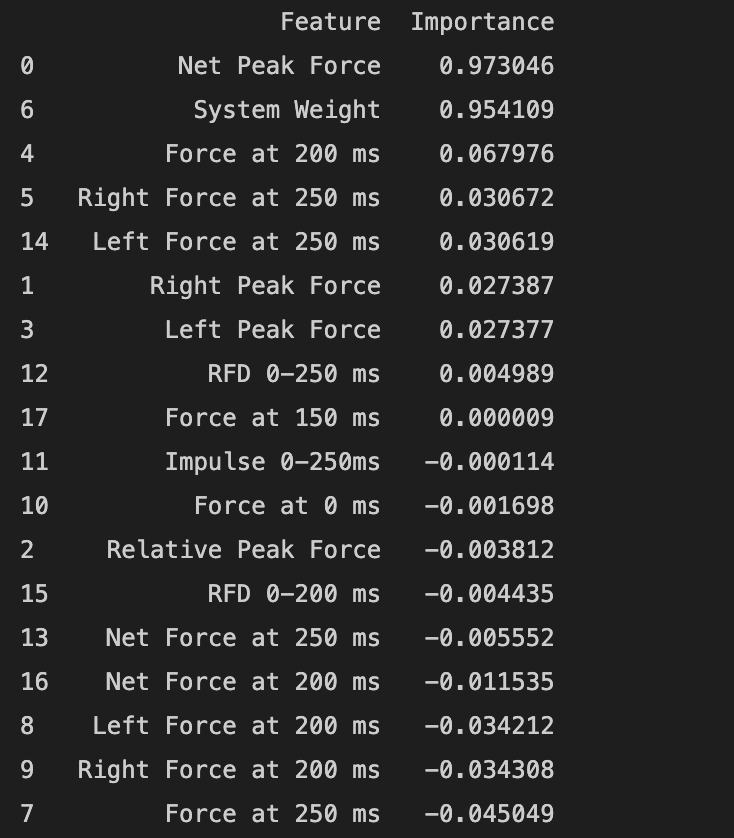 Feature Importance
0 Net Peak Force 0.973046
6 System Weight 0.954109
4 Force at 200 ms 0.067976
5 Right Force at 250 ms 0.030672
14 Left Force at 250 ms 0.030619
1 Right Peak Force 0.027387
3 Left Peak Force 0.027377
12 RFD 0-250 ms 0.004989
17 Force at 150 ms 0.000009
11 Impulse 0-250ms -0.000114
10 Force at 0 ms -0.001698
2 Relative Peak Force -0.003812
15 RFD 0-200 ms -0.004435
13 Net Force at 250 ms -0.005552
16 Net Force at 200 ms -0.011535
8 Left Force at 200 ms -0.034212
9 Right Force at 200 ms -0.034308
7 Force at 250 ms -0.045049